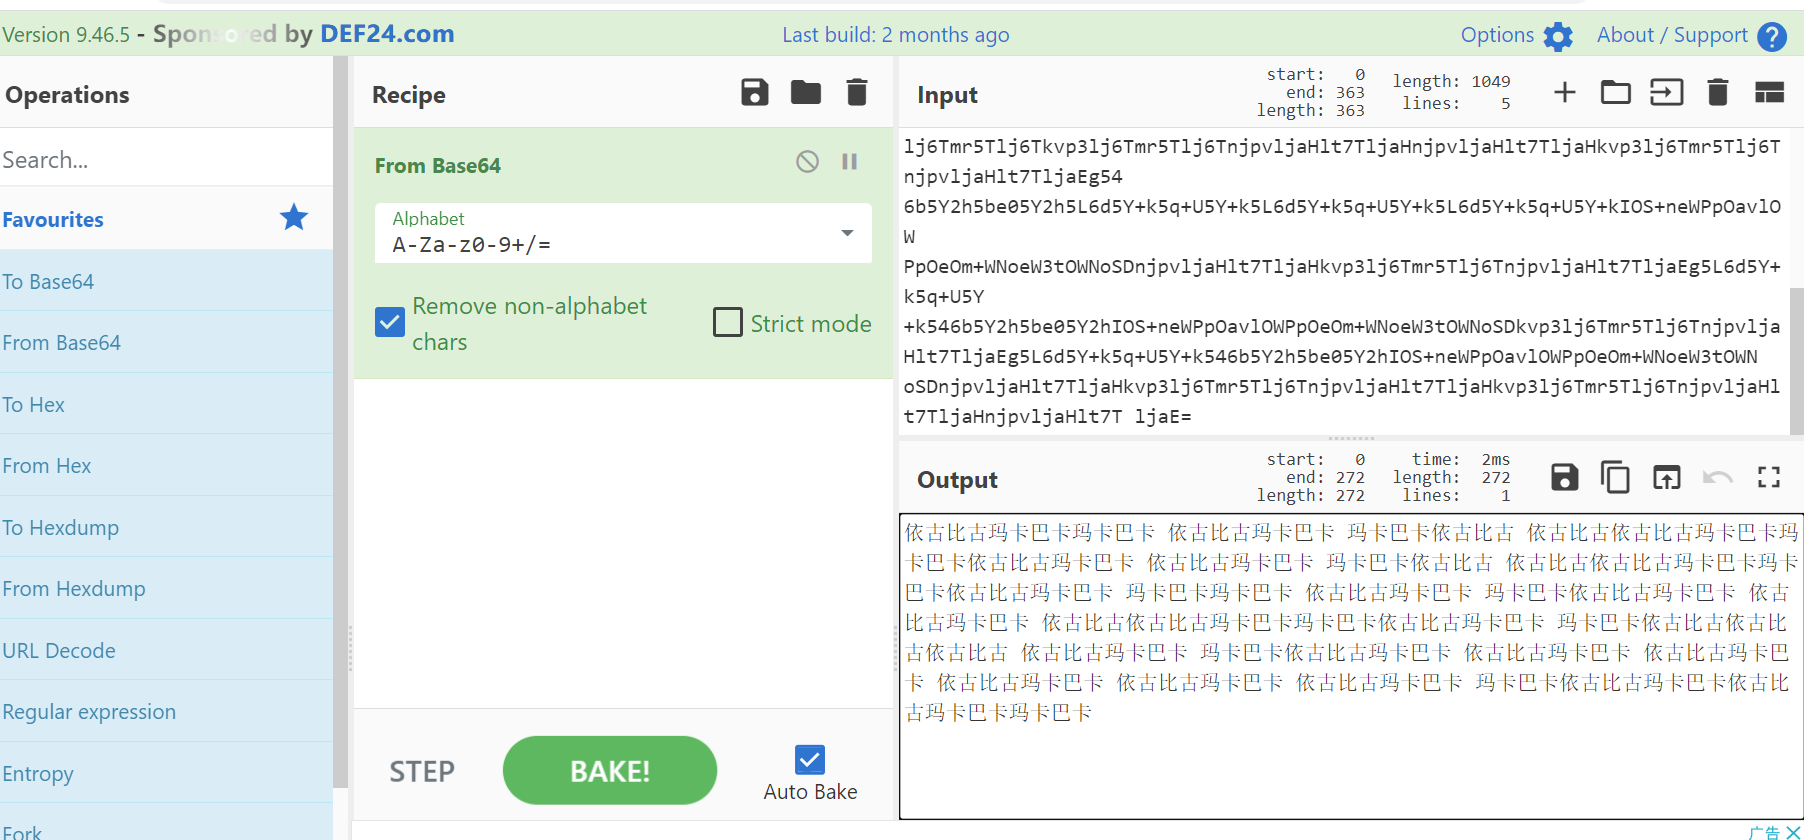 Version 9.46.5 - Sponsored by DEF24.com
Last build: 2 months ago
Options
About / Support
Operations
Search...
Favourites
To Base64
From Base64
To Hex
From Hex
To Hexdump
From Hexdump
URL Decode
Regular expression
Entropy
Fork
Recipe
From Base64
Alphabet
A-Za-z0-9+/=
Remove non-alphabet
chars
Strict mode
STEP
BAKE!
Auto Bake
Input
start: 0
end: 363
length: 363
length: 1049
lines: 5
lj6Tmr5Tlj6Tkvp3lj6Tmr5Tlj6TnjpvljaHlt7TljaHnjpvljaHlt7TljaHkvp3lj6Tmr5Tlj6T
njpvljaHlt7TljaEg54
6b5Y2h5be05Y2h5L6d5Y+k5q+U5Y+k5L6d5Y+k5q+U5Y+k5L6d5Y+k5q+U5Y+kIOS+neWPpOavlO
W
PpOeOm+WNoeW3tOWNoSDnjpvljaHlt7TljaHkvp3lj6Tmr5Tlj6TnjpvljaHlt7TljaEg5L6d5Y+
k5q+U5Y
+k546b5Y2h5be05Y2hIOS+neWPpOavlOWPpOeOm+WNoeW3tOWNoSDkvp3lj6Tmr5Tlj6Tnjpvlja
Hlt7TljaEg5L6d5Y+k5q+U5Y+k546b5Y2h5be05Y2hIOS+neWPpOavlOWPpOeOm+WNoeW3tOWN
oSDnjpvljaHlt7TljaHkvp3lj6Tmr5Tlj6TnjpvljaHlt7TljaHkvp3lj6Tmr5Tlj6TnjpvljaHl
t7TljaHnjpvljaHlt7T ljaE=
Output
start: 0
end: 272
length: 272
time: 2ms
length: 272
lines: 1
依古比古玛卡巴卡玛卡巴卡 依古比古玛卡巴卡 玛卡巴卡依古比古 依古比古依古比古玛卡巴卡玛
卡巴卡依古比古玛卡巴卡 依古比古玛卡巴卡 玛卡巴卡依古比古 依古比古依古比古玛卡巴卡玛卡
巴卡依古比古玛卡巴卡 玛卡巴卡玛卡巴卡 依古比古玛卡巴卡 玛卡巴卡依古比古玛卡巴卡 依古
比古玛卡巴卡 依古比古依古比古玛卡巴卡玛卡巴卡依古比古玛卡巴卡 玛卡巴卡依古比古依古比
古依古比古 依古比古玛卡巴卡 玛卡巴卡依古比古玛卡巴卡 依古比古玛卡巴卡 依古比古玛卡巴
卡 依古比古玛卡巴卡 依古比古玛卡巴卡 依古比古玛卡巴卡 玛卡巴卡依古比古玛卡巴卡依古比
古玛卡巴卡玛卡巴卡
广告